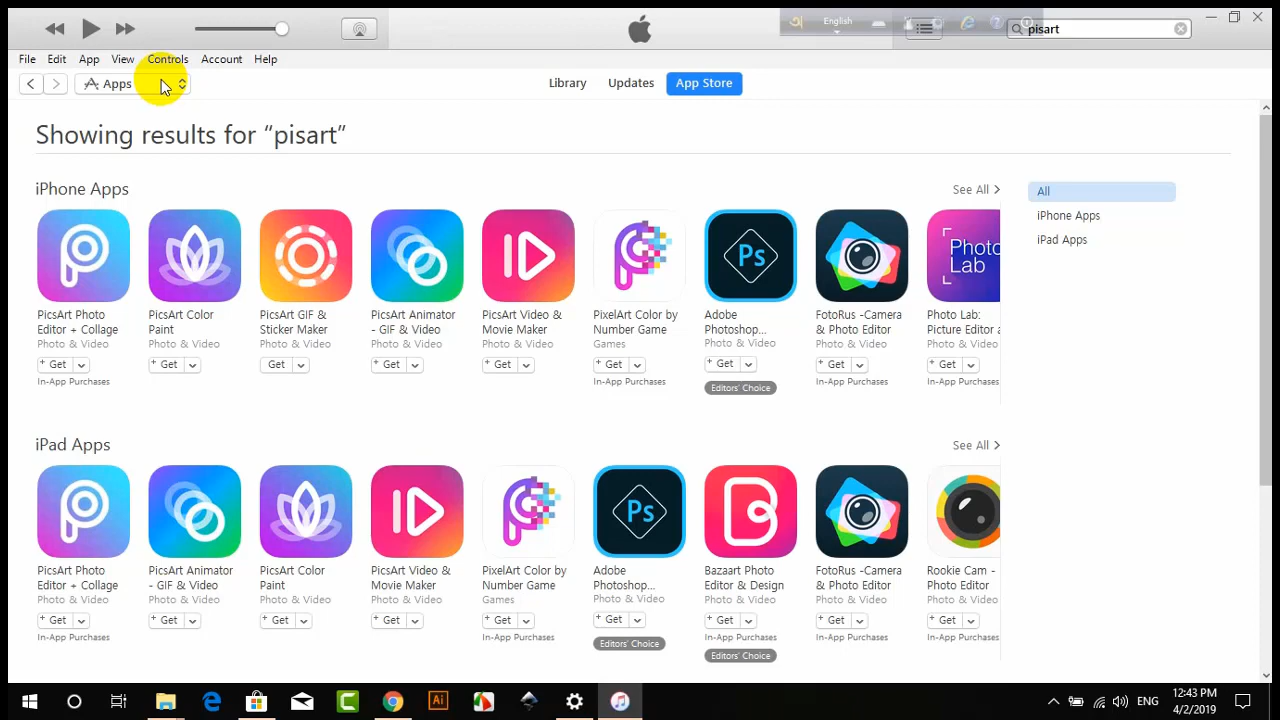 English
pisart
File Edit App View Controls Account Help
Apps
Library Updates App Store
Showing results for “pisart”
iPhone Apps
See All
All
iPhone Apps
iPad Apps
Ps
Photo
Lab
PicsArt Photo
Editor + Collage
Photo & Video
+ Get
In-App Purchases
PicsArt Color
Paint
Photo & Video
+ Get
PicsArt GIF &
Sticker Maker
Photo & Video
Get
PicsArt Animator
- GIF & Video
Photo & Video
+ Get
PicsArt Video &
Movie Maker
Photo & Video
+ Get
PixelArt Color by
Number Game
Games
+ Get
In-App Purchases
Adobe
Photoshop...
Photo & Video
+ Get
Editors' Choice
FotoRus -Camera
& Photo Editor
Photo & Video
+ Get
In-App Purchases
Photo Lab:
Picture Editor
Photo & Video
+ Get
In-App Purchases
iPad Apps
See All
Ps
PicsArt Photo
Editor + Collage
Photo & Video
+ Get
In-App Purchases
PicsArt Animator
- GIF & Video
Photo & Video
+ Get
PicsArt Color
Paint
Photo & Video
+ Get
PicsArt Video &
Movie Maker
Photo & Video
+ Get
PixelArt Color by
Number Game
Games
+ Get
In-App Purchases
Adobe
Photoshop...
Photo & Video
+ Get
Editors' Choice
Bazaart Photo
Editor & Design
Photo & Video
+ Get
In-App Purchases
Editors' Choice
FotoRus -Camera
& Photo Editor
Photo & Video
+ Get
In-App Purchases
Rookie Cam -
Photo Editor
Photo & Video
+ Get
In-App Purchases
Ai
ENG
12:43 PM
4/2/2019